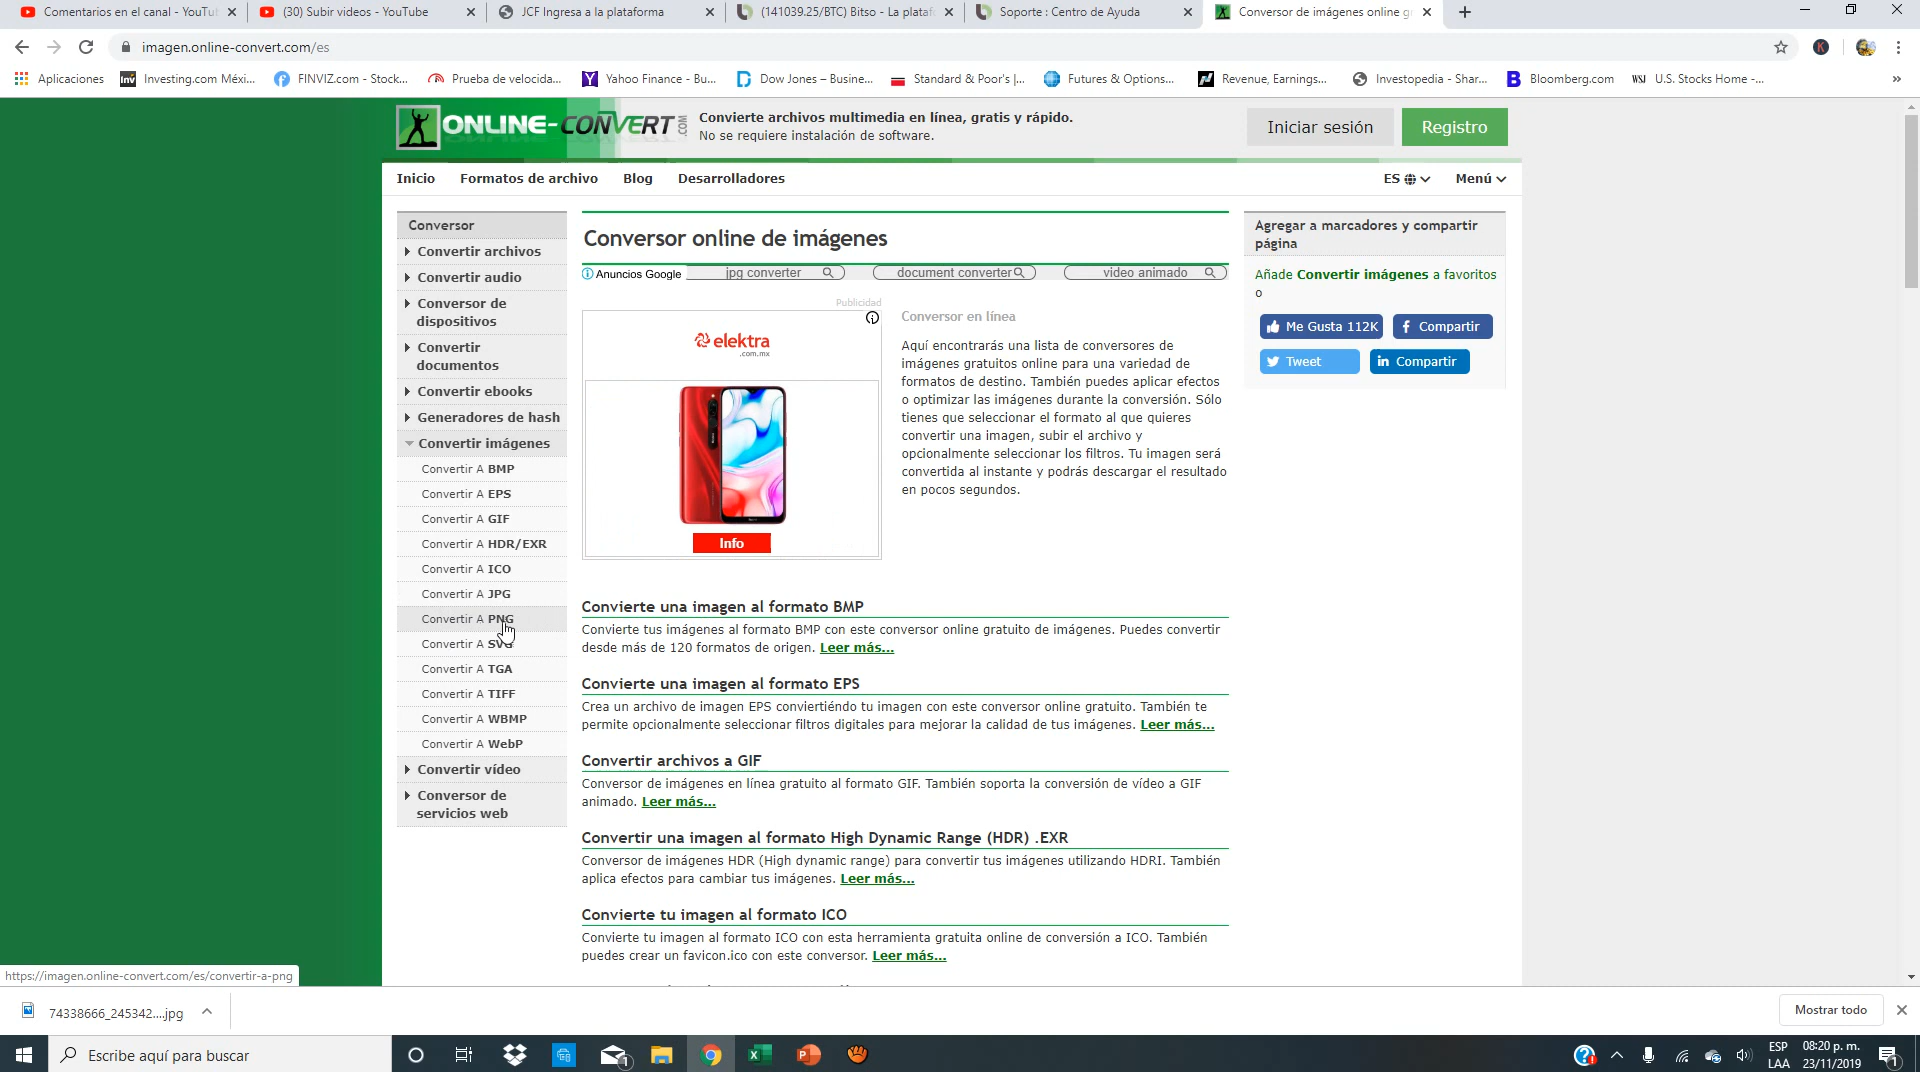 Comentarios en el canal - YouTu
(30) Subir videos - YouTube
JCF Ingresa a la plataforma
(141039.25/BTC) Bitso - La plataf
Soporte : Centro de Ayuda
Conversor de imágenes online g
imagen.online-convert.com/es
Aplicaciones
Investing.com Méxi...
FINVIZ.com - Stock...
Prueba de velocida...
Yahoo Finance - Bu...
Dow Jones – Busine...
Standard & Poor's |...
Futures & Options...
Revenue, Earnings...
Investopedia - Shar...
Bloomberg.com
WSJ U.S. Stocks Home -...
ONLINE-CONVERT.COM
Convierte archivos multimedia en línea, gratis y rápido.
No se requiere instalación de software.
Iniciar sesión
Registro
Inicio
Formatos de archivo
Blog
Desarrolladores
ES
Menú
Conversor
Convertir archivos
Convertir audio
Conversor de
dispositivos
Convertir
documentos
Convertir ebooks
Generadores de hash
Convertir imágenes
Convertir A BMP
Convertir A EPS
Convertir A GIF
Convertir A HDR/EXR
Convertir A ICO
Convertir A JPG
Convertir A PNG
Convertir A SVG
Convertir A TGA
Convertir A TIFF
Convertir A WBMP
Convertir A WebP
Convertir vídeo
Conversor de
servicios web
Conversor online de imágenes
Anuncios Google
jpg converter
document converter
video animado
Publicidad
elektra
.com.mx
Info
Conversor en línea
Aquí encontrarás una lista de conversores de
imágenes gratuitos online para una variedad de
formatos de destino. También puedes aplicar efectos
o optimizar las imágenes durante la conversión. Sólo
tienes que seleccionar el formato al que quieres
convertir una imagen, subir el archivo y
opcionalmente seleccionar los filtros. Tu imagen será
convertida al instante y podrás descargar el resultado
en pocos segundos.
Convierte una imagen al formato BMP
Convierte tus imágenes al formato BMP con este conversor online gratuito de imágenes. Puedes convertir
desde más de 120 formatos de origen. Leer más...
Convierte una imagen al formato EPS
Crea un archivo de imagen EPS conviertiéndo tu imagen con este conversor online gratuito. También te
permite opcionalmente seleccionar filtros digitales para mejorar la calidad de tus imágenes. Leer más...
Convertir archivos a GIF
Conversor de imágenes en línea gratuito al formato GIF. También soporta la conversión de vídeo a GIF
animado. Leer más...
Convertir una imagen al formato High Dynamic Range (HDR) .EXR
Conversor de imágenes HDR (High dynamic range) para convertir tus imágenes utilizando HDRI. También
aplica efectos para cambiar tus imágenes. Leer más...
Convierte tu imagen al formato ICO
Convierte tu imagen al formato ICO con esta herramienta gratuita online de conversión a ICO. También
puedes crear un favicon.ico con este conversor. Leer más...
Agregar a marcadores y compartir
página
Añade Convertir imágenes a favoritos
o
Me Gusta 112K
Compartir
Tweet
Compartir
https://imagen.online-convert.com/es/convertir-a-png
74338666_245342....jpg
Mostrar todo
Escribe aquí para buscar
1
ESP
LAA
08:20 p. m.
23/11/2019
1